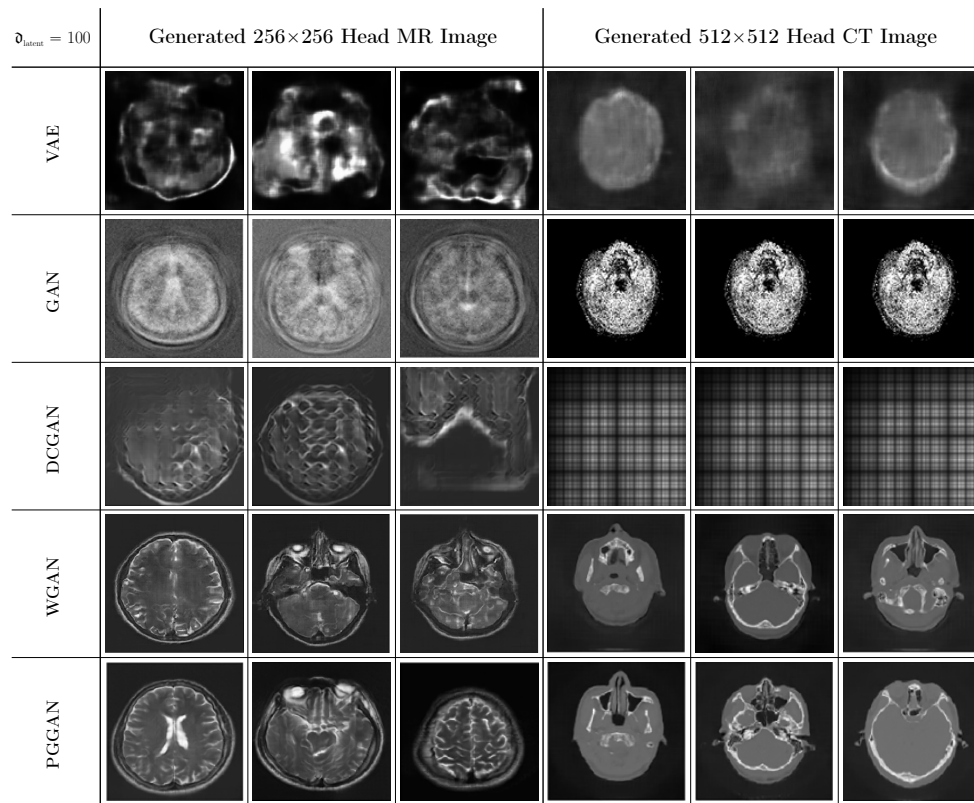 𝔡latent = 100
Generated 256×256 Head MR Image
Generated 512×512 Head CT Image
VAE
GAN
DCGAN
WGAN
PGGAN